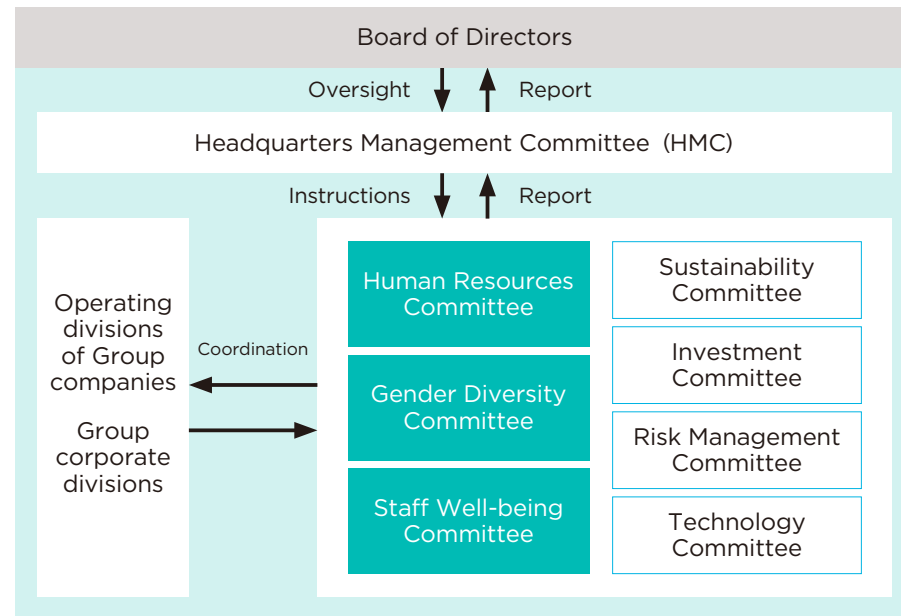 Board of Directors
Oversight
Report
Headquarters Management Committee (HMC)
Instructions
Report
Operating
divisions
of Group
companies
Group
corporate
divisions
Coordination
Human Resources
Committee
Gender Diversity
Committee
Staff Well-being
Committee
Sustainability
Committee
Investment
Committee
Risk Management
Committee
Technology
Committee